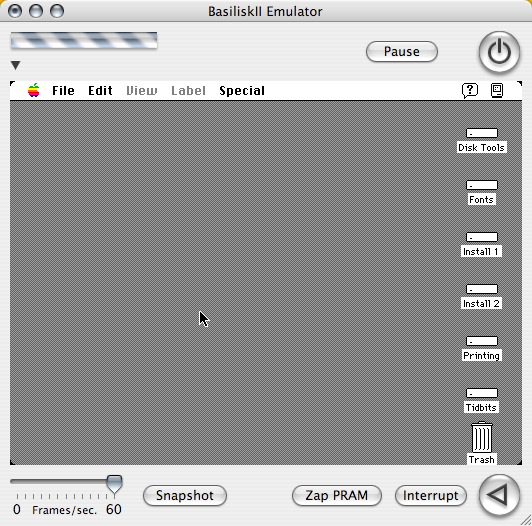 BasiliskII Emulator
Pause
File Edit View Label Special
Disk Tools
Fonts
Install 1
Install 2
Printing
Tidbits
Trash
0 Frames/sec. 60
Snapshot
Zap PRAM
Interrupt